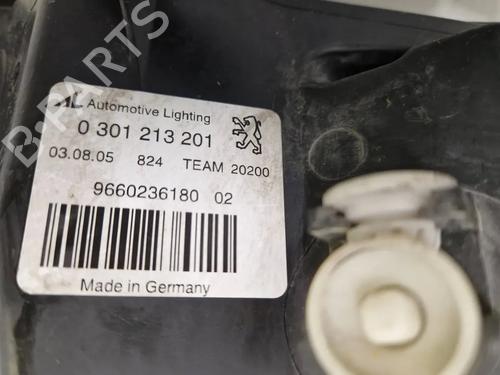 AL Automotive Lighting
0 301 213 201
03.08.05 824 TEAM 20200
9660236180 02
Made in Germany
B-PARTS